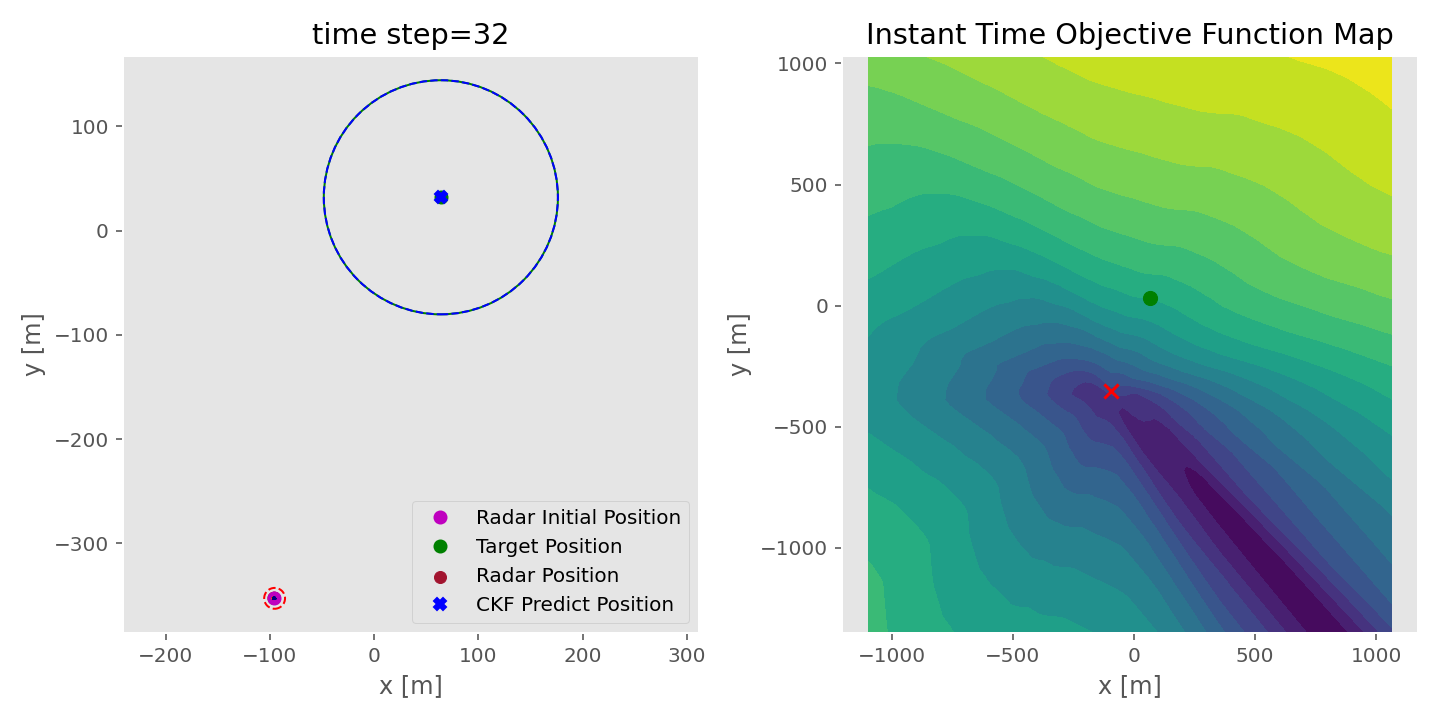 time step=32
100
0
−100
−200
−300
y [m]
−200
−100
0
100
200
300
x [m]
Radar Initial Position
Target Position
Radar Position
CKF Predict Position
Instant Time Objective Function Map
1000
500
0
−500
−1000
y [m]
−1000
−500
0
500
1000
x [m]